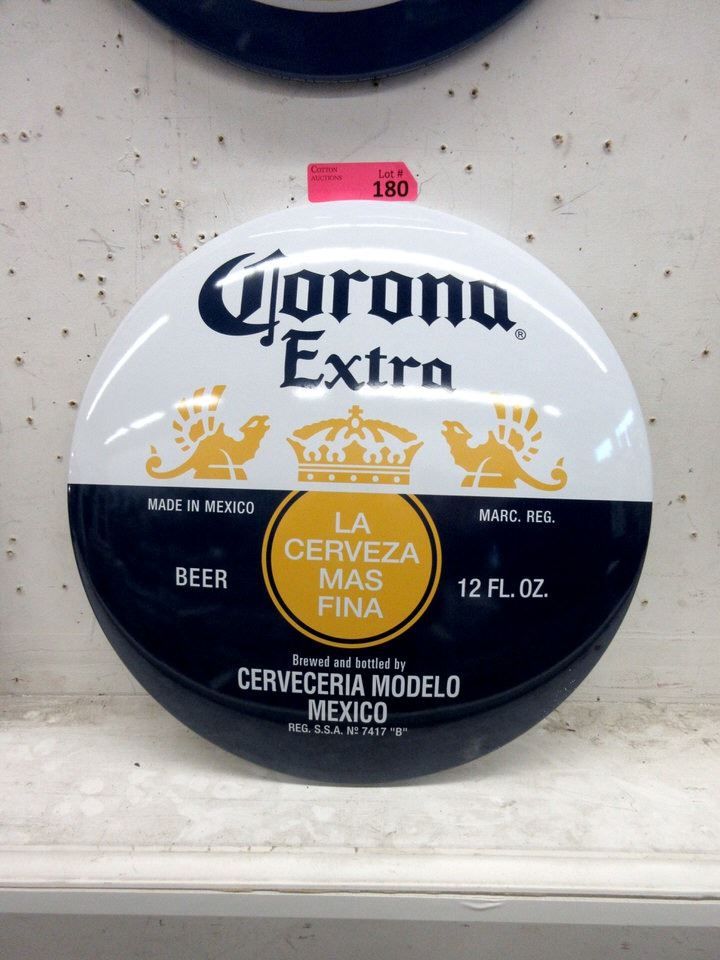 COTTON
AUCTIONS
Lot #
180
Corona®
Extra
MADE IN MEXICO
MARC. REG.
LA
CERVEZA
MAS
FINA
BEER
12 FL. OZ.
Brewed and bottled by
CERVECERIA MODELO
MEXICO
REG. S.S.A. Nº 7417 "B"